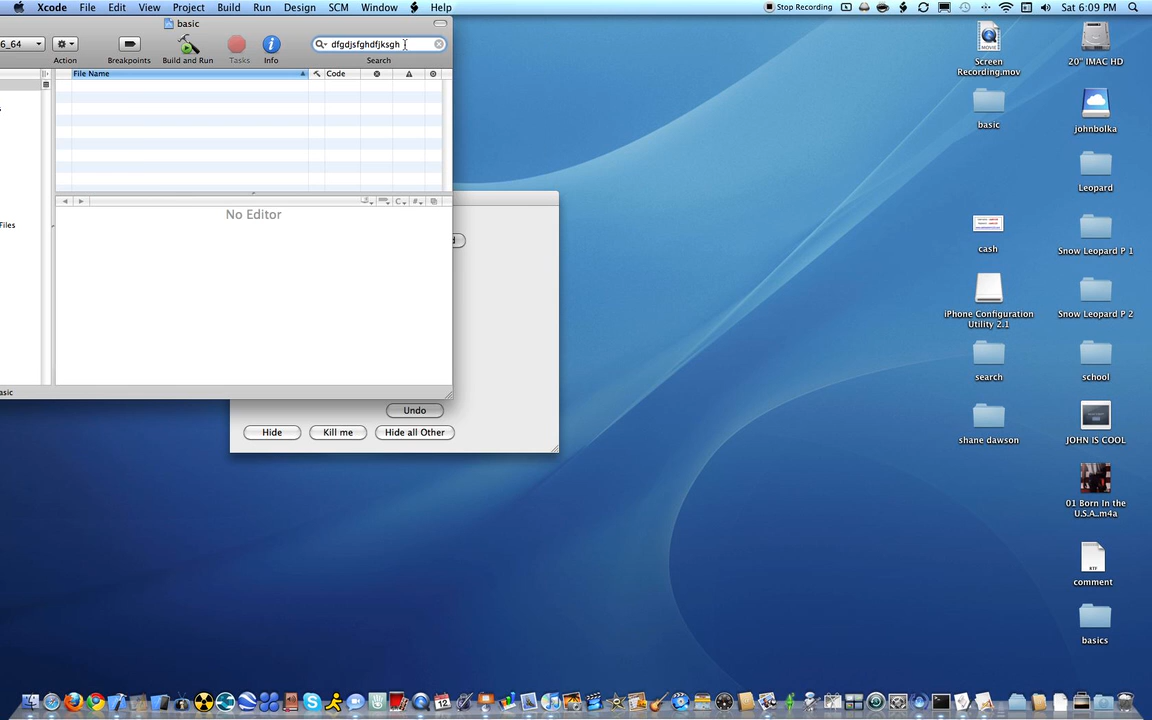 Xcode File Edit View Project Build Run Design SCM Window Help Stop Recording Sat 6:09 PM
basic
6_64
dfgdjsfghdfjksgh
Action Breakpoints Build and Run Tasks Info Search
File Name Code
No Editor
Files
asic
d
Undo
Hide Kill me Hide all Other
Screen
Recording.mov
20" IMAC HD
basic
johnbolka
Leopard
cash
Snow Leopard P 1
iPhone Configuration
Utility 2.1
Snow Leopard P 2
search
school
shane dawson
JOHN IS COOL
01 Born In the
U.S.A..m4a
RTF
comment
basics